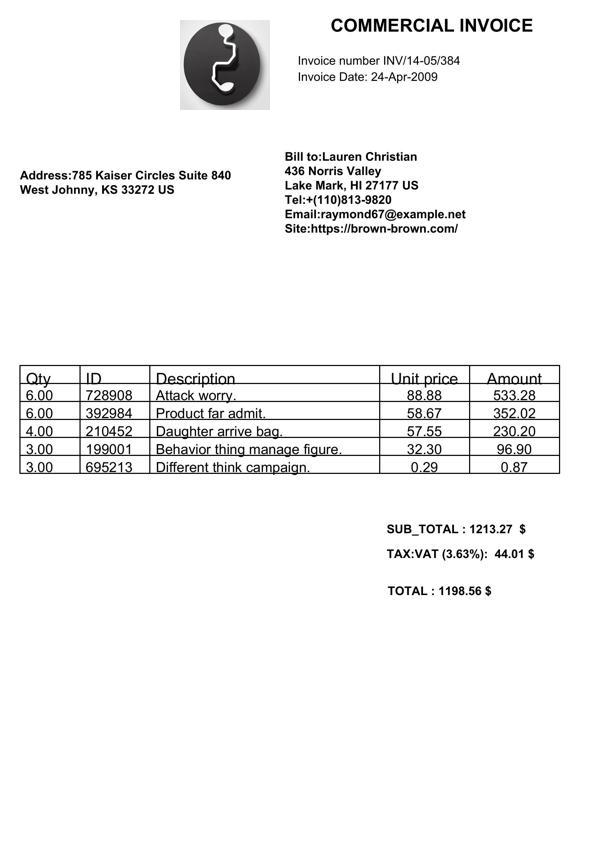 COMMERCIAL INVOICE
Invoice number INV/14-05/384
Invoice Date: 24-Apr-2009
Address:785 Kaiser Circles Suite 840
West Johnny, KS 33272 US
Bill to:Lauren Christian
436 Norris Valley
Lake Mark, HI 27177 US
Tel:+(110)813-9820
Email:raymond67@example.net
Site:https://brown-brown.com/
Qty ID Description Unit price Amount
6.00 728908 Attack worry. 88.88 533.28
6.00 392984 Product far admit. 58.67 352.02
4.00 210452 Daughter arrive bag. 57.55 230.20
3.00 199001 Behavior thing manage figure. 32.30 96.90
3.00 695213 Different think campaign. 0.29 0.87
SUB_TOTAL : 1213.27 $
TAX:VAT (3.63%): 44.01 $
TOTAL : 1198.56 $